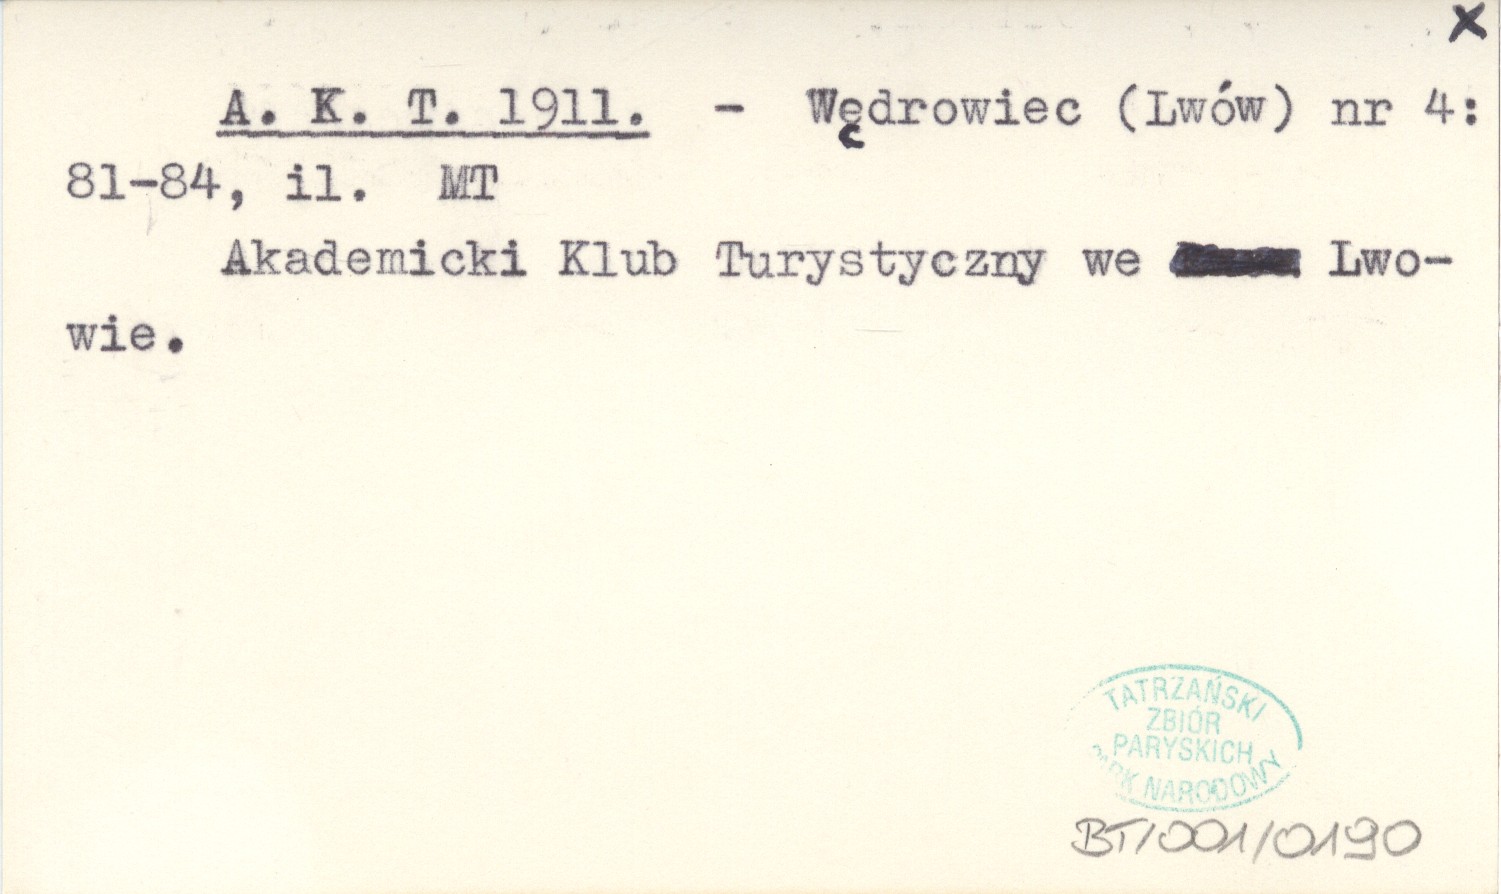 x
A. K. T. 1911. - Wędrowiec (Lwów) nr 4:
81-84, il. MT
Akademicki Klub Turystyczny we Lwo-
wie.
TATRZAŃSKI
ZBIÓR
PARYSKICH
PARK NARODOWY
BT/001/0190